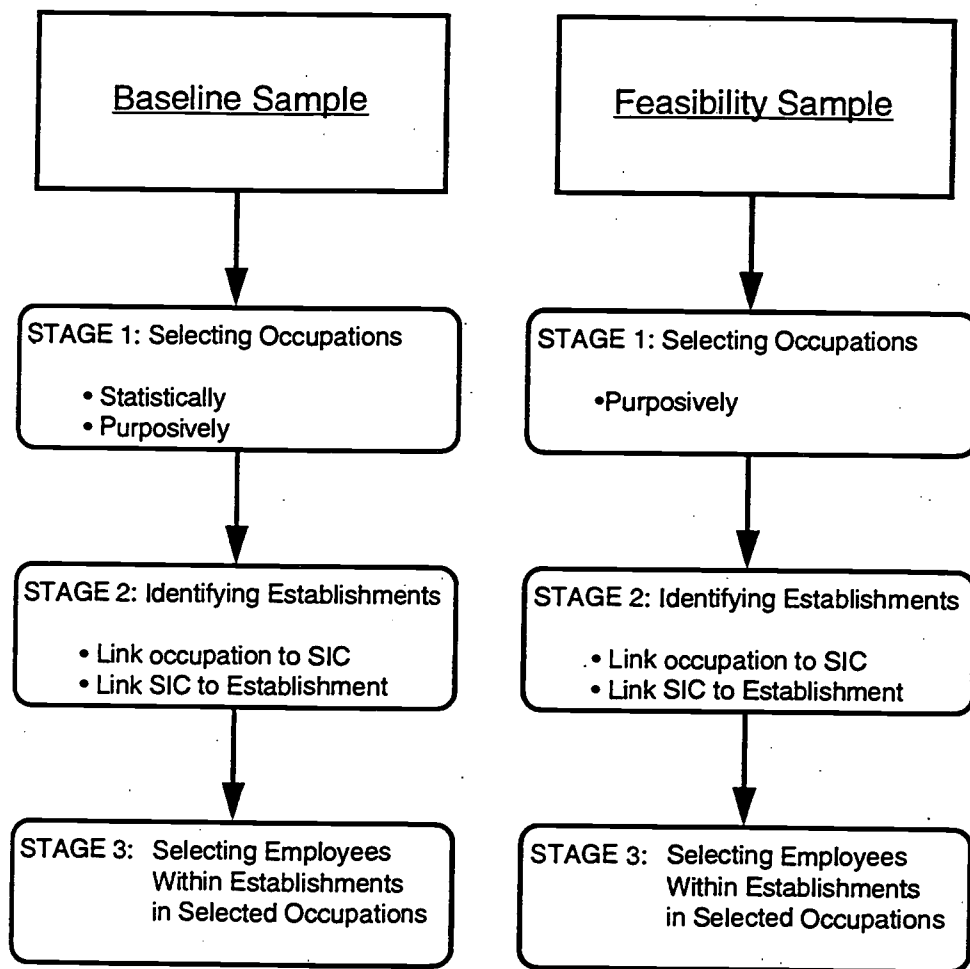 Baseline Sample
STAGE 1: Selecting Occupations
• Statistically
• Purposively
STAGE 2: Identifying Establishments
• Link occupation to SIC
• Link SIC to Establishment
STAGE 3: Selecting Employees
Within Establishments
in Selected Occupations
Feasibility Sample
STAGE 1: Selecting Occupations
•Purposively
STAGE 2: Identifying Establishments
• Link occupation to SIC
• Link SIC to Establishment
STAGE 3: Selecting Employees
Within Establishments
in Selected Occupations